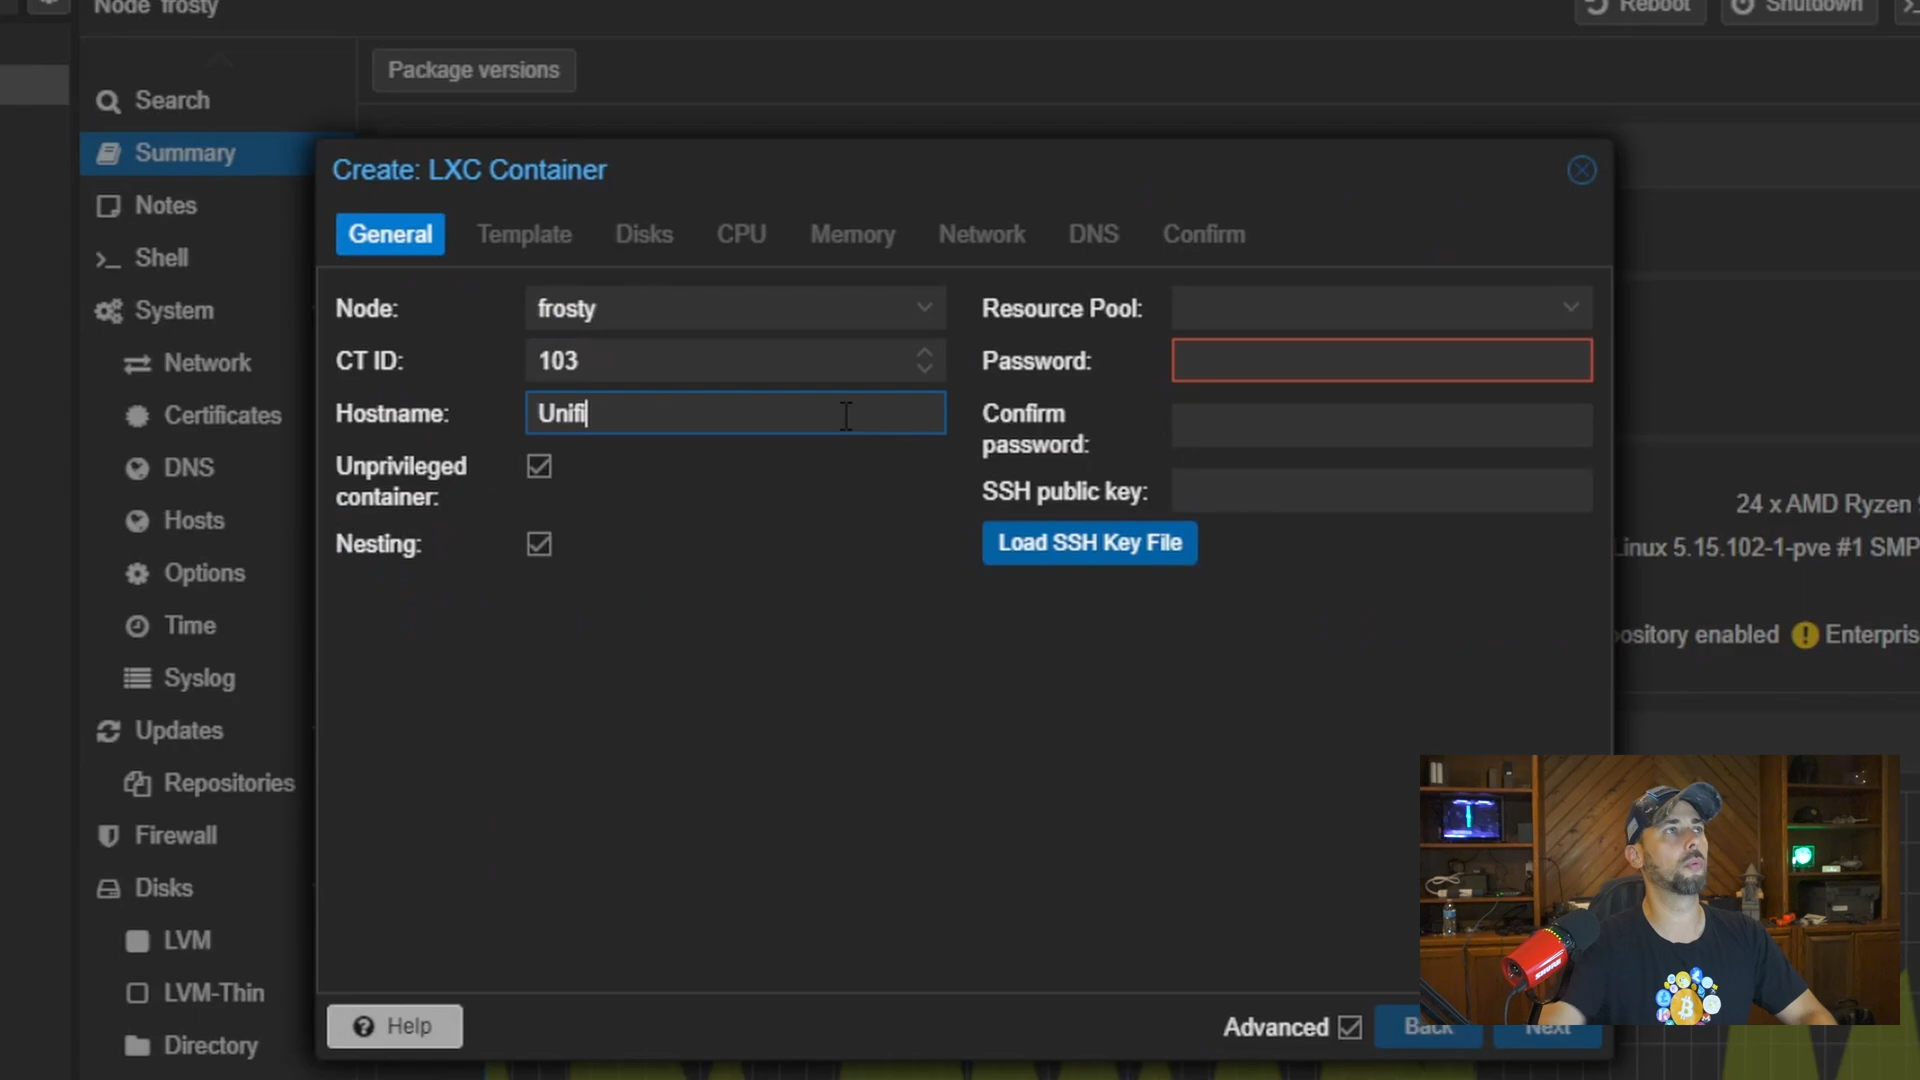 Node 'frosty'
Reboot
Shutdown
Package versions
Search
Summary
Notes
Shell
System
Network
Certificates
DNS
Hosts
Options
Time
Syslog
Updates
Repositories
Firewall
Disks
LVM
LVM-Thin
Directory
Create: LXC Container
General
Template
Disks
CPU
Memory
Network
DNS
Confirm
Node:
frosty
CT ID:
103
Hostname:
Unifi
Unprivileged
container:
Nesting:
Resource Pool:
Password:
Confirm
password:
SSH public key:
Load SSH Key File
24 x AMD Ryzen
Linux 5.15.102-1-pve #1 SMP
enabled
Help
Advanced
Back
Next
SHURE